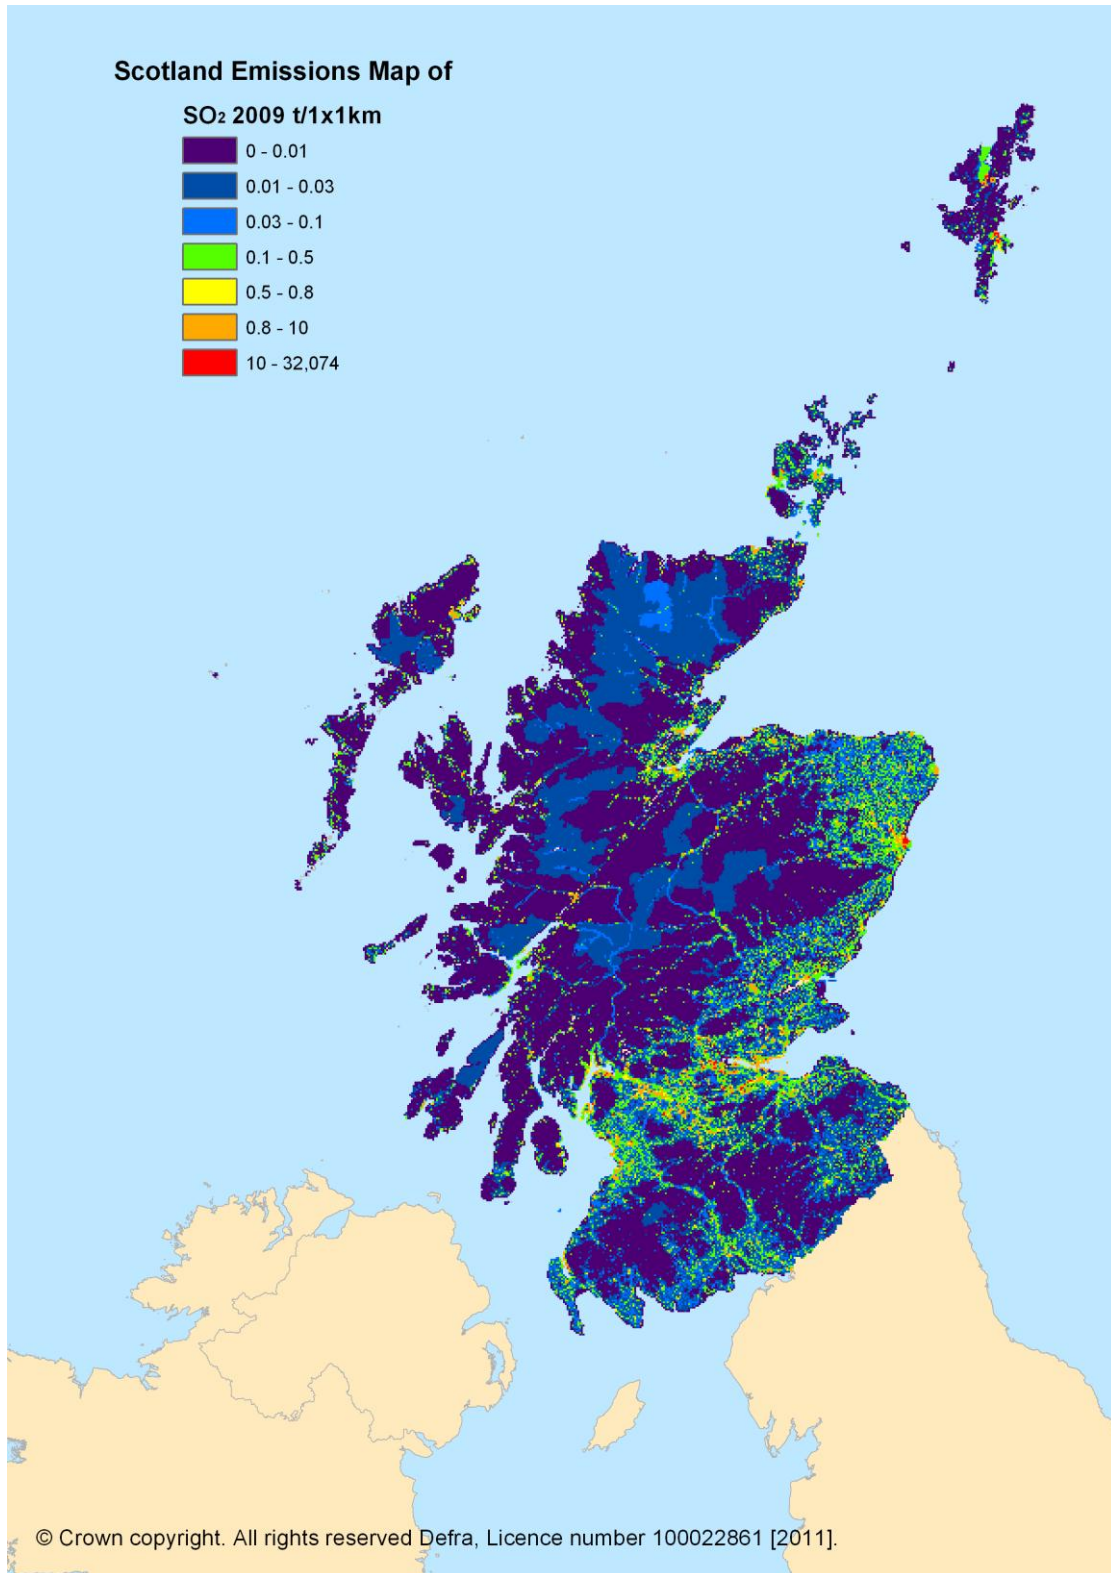 Scotland Emissions Map of
SO₂ 2009 t/1x1km
0 - 0.01
0.01 - 0.03
0.03 - 0.1
0.1 - 0.5
0.5 - 0.8
0.8 - 10
10 - 32,074
© Crown copyright. All rights reserved Defra, Licence number 100022861 [2011].